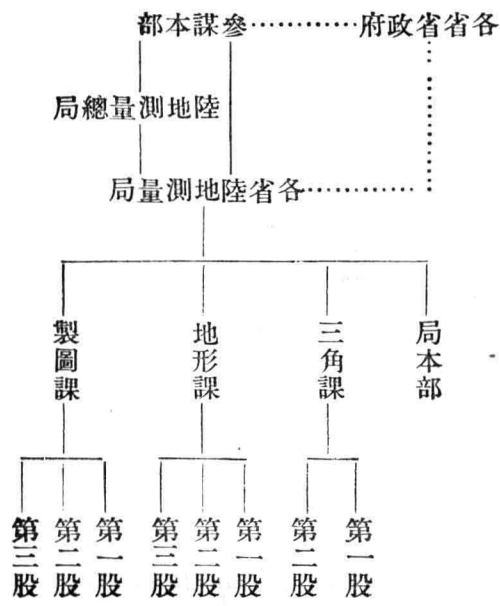 各省省政府
參謀本部
陸地測量總局
各省陸地測量局
局本部
三角課
地形課
製圖課
第一股
第二股
第一股
第二股
第三股
第一股
第二股
第三股